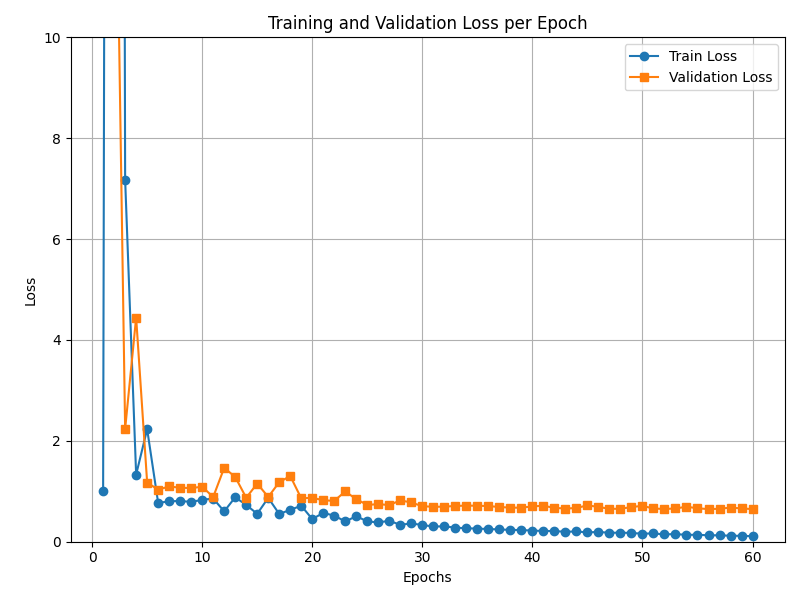 Training and Validation Loss per Epoch
Train Loss
Validation Loss
Loss
10
8
6
4
2
0
0 10 20 30 40 50 60
Epochs